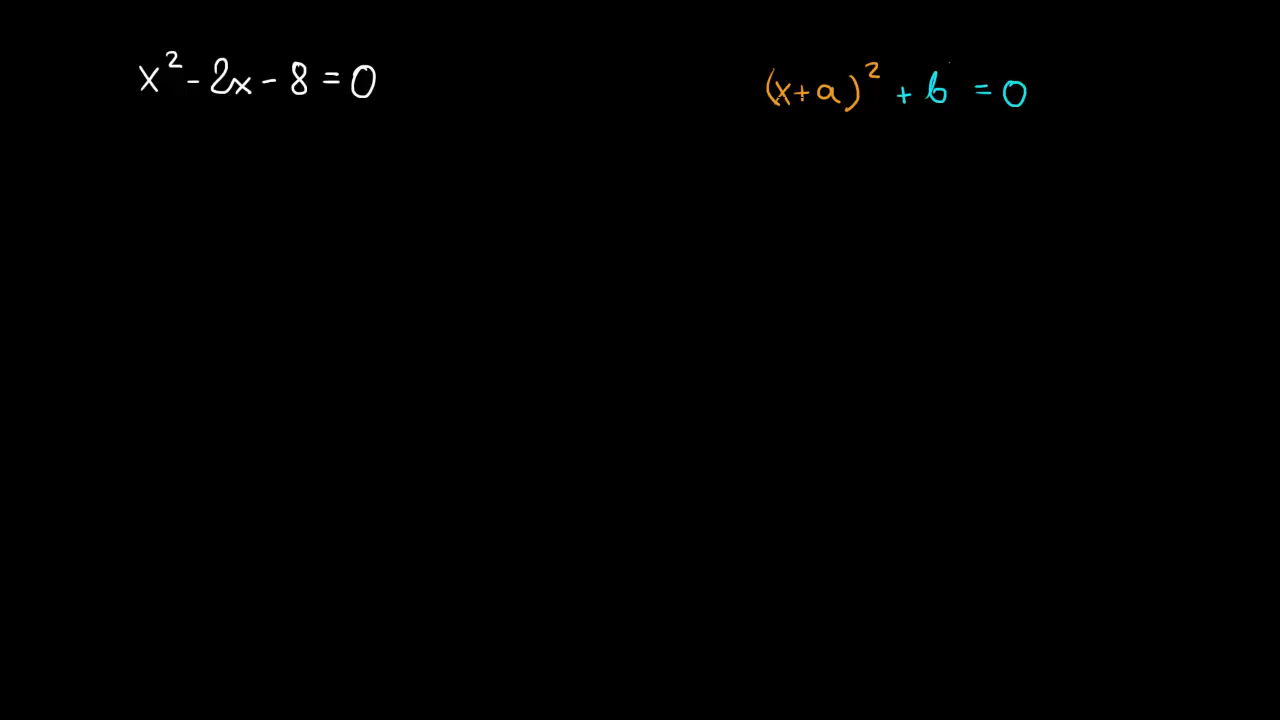 x² - 2x - 8 = 0
(x+a)² + b = 0